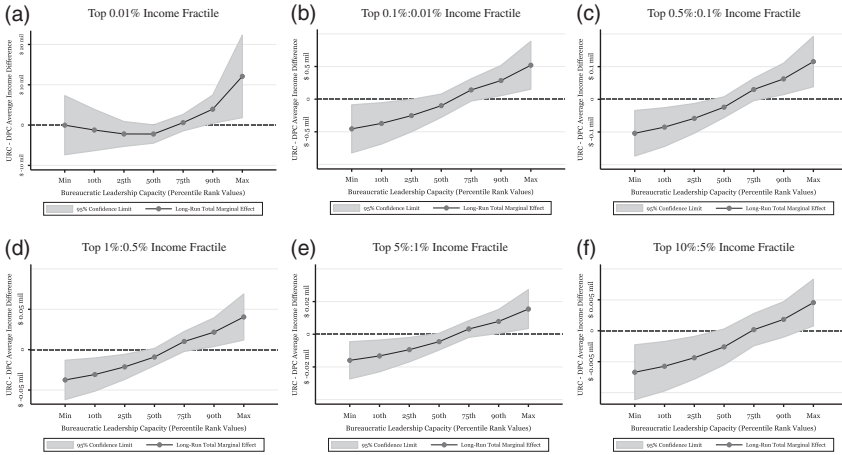 (a)
Top 0.01% Income Fractile
URC - DPC Average Income Difference
$ 20 mil
$ 10 mil
0
$ -10 mil
Min 10th 25th 50th 75th 90th Max
Bureaucratic Leadership Capacity (Percentile Rank Values)
95% Confidence Limit Long-Run Total Marginal Effect
(b)
Top 0.1%:0.01% Income Fractile
URC - DPC Average Income Difference
$ 0.5 mil
0
$ -0.5 mil
Min 10th 25th 50th 75th 90th Max
Bureaucratic Leadership Capacity (Percentile Rank Values)
95% Confidence Limit Long-Run Total Marginal Effect
(c)
Top 0.5%:0.1% Income Fractile
URC - DPC Average Income Difference
$ 0.1 mil
0
$ -0.1 mil
Min 10th 25th 50th 75th 90th Max
Bureaucratic Leadership Capacity (Percentile Rank Values)
95% Confidence Limit Long-Run Total Marginal Effect
(d)
Top 1%:0.5% Income Fractile
URC - DPC Average Income Difference
$ 0.05 mil
0
$ -0.05 mil
Min 10th 25th 50th 75th 90th Max
Bureaucratic Leadership Capacity (Percentile Rank Values)
95% Confidence Limit Long-Run Total Marginal Effect
(e)
Top 5%:1% Income Fractile
URC - DPC Average Income Difference
$ 0.02 mil
0
$ -0.02 mil
Min 10th 25th 50th 75th 90th Max
Bureaucratic Leadership Capacity (Percentile Rank Values)
95% Confidence Limit Long-Run Total Marginal Effect
(f)
Top 10%:5% Income Fractile
URC - DPC Average Income Difference
$ 0.005 mil
0
$ -0.005 mil
Min 10th 25th 50th 75th 90th Max
Bureaucratic Leadership Capacity (Percentile Rank Values)
95% Confidence Limit Long-Run Total Marginal Effect